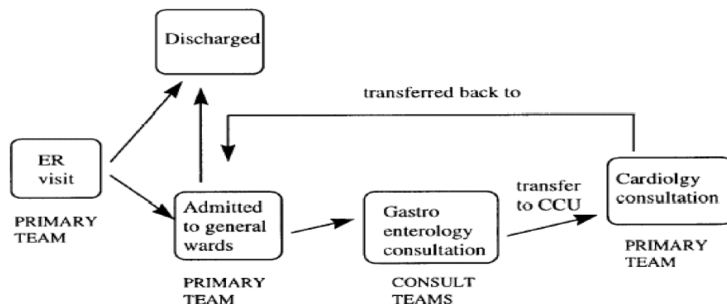 Discharged
transferred back to
ER
visit
PRIMARY
TEAM
Admitted
to general
wards
PRIMARY
TEAM
Gastro
enterology
consultation
CONSULT
TEAMS
transfer
to CCU
Cardiolgy
consultation
PRIMARY
TEAM